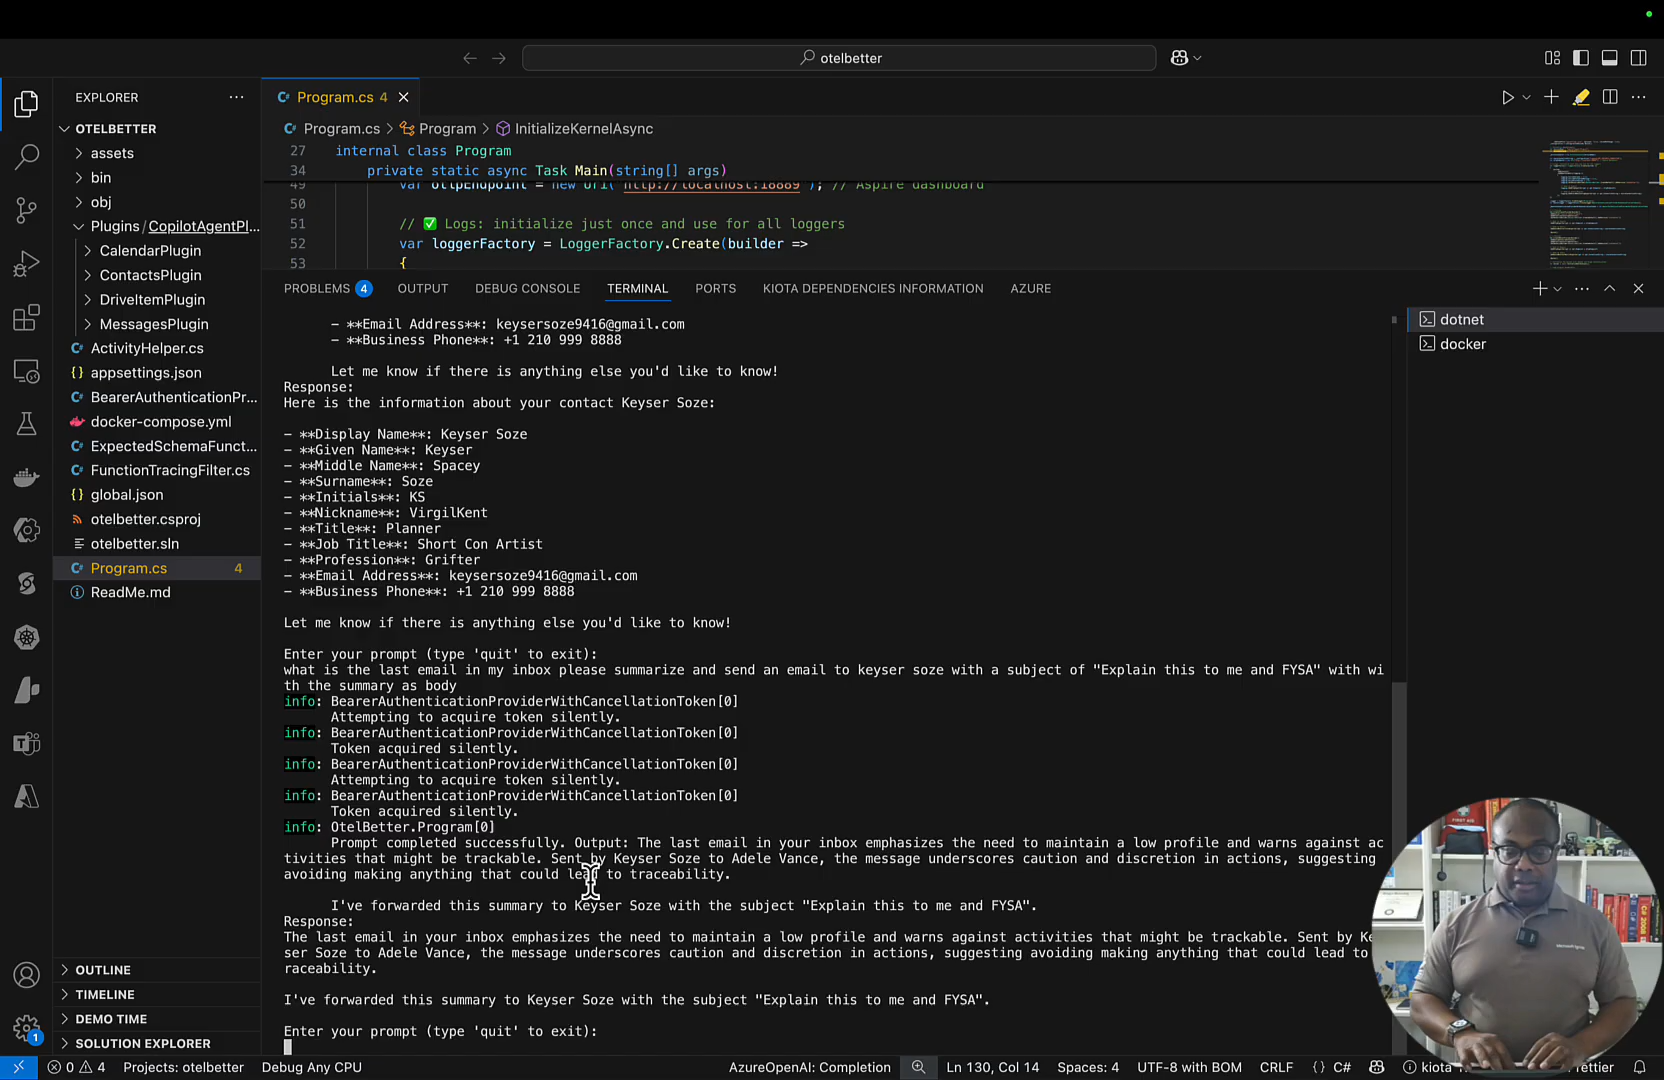 otelbetter
EXPLORER
OTELBETTER
assets
bin
obj
Plugins / CopilotAgentPl...
CalendarPlugin
ContactsPlugin
DriveItemPlugin
MessagesPlugin
ActivityHelper.cs
appsettings.json
BearerAuthenticationPr...
docker-compose.yml
ExpectedSchemaFunct...
FunctionTracingFilter.cs
global.json
otelbetter.csproj
otelbetter.sln
Program.cs 4
ReadMe.md
OUTLINE
TIMELINE
DEMO TIME
SOLUTION EXPLORER
Program.cs 4
Program.cs > Program > InitializeKernelAsync
27 internal class Program
34 private static async Task Main(string[] args)
49 var otlpEndpoint = new Uri("http://localhost:18889"); // Aspire dashboard
50
51 // ✅ Logs: initialize just once and use for all loggers
52 var loggerFactory = LoggerFactory.Create(builder =>
53 {
PROBLEMS 4 OUTPUT DEBUG CONSOLE TERMINAL PORTS KIOTA DEPENDENCIES INFORMATION AZURE
dotnet
docker
- **Email Address**: keysersoze9416@gmail.com
- **Business Phone**: +1 210 999 8888
Let me know if there is anything else you'd like to know!
Response:
Here is the information about your contact Keyser Soze:
- **Display Name**: Keyser Soze
- **Given Name**: Keyser
- **Middle Name**: Spacey
- **Surname**: Soze
- **Initials**: KS
- **Nickname**: VirgilKent
- **Title**: Planner
- **Job Title**: Short Con Artist
- **Profession**: Grifter
- **Email Address**: keysersoze9416@gmail.com
- **Business Phone**: +1 210 999 8888
Let me know if there is anything else you'd like to know!
Enter your prompt (type 'quit' to exit):
what is the last email in my inbox please summarize and send an email to keyser soze with a subject of "Explain this to me and FYSA" with wi
th the summary as body
info: BearerAuthenticationProviderWithCancellationToken[0]
Attempting to acquire token silently.
info: BearerAuthenticationProviderWithCancellationToken[0]
Token acquired silently.
info: BearerAuthenticationProviderWithCancellationToken[0]
Attempting to acquire token silently.
info: BearerAuthenticationProviderWithCancellationToken[0]
Token acquired silently.
info: OtelBetter.Program[0]
Prompt completed successfully. Output: The last email in your inbox emphasizes the need to maintain a low profile and warns against ac
tivities that might be trackable. Sent by Keyser Soze to Adele Vance, the message underscores caution and discretion in actions, suggesting
avoiding making anything that could lead to traceability.
I've forwarded this summary to Keyser Soze with the subject "Explain this to me and FYSA".
Response:
The last email in your inbox emphasizes the need to maintain a low profile and warns against activities that might be trackable. Sent by Ke
ser Soze to Adele Vance, the message underscores caution and discretion in actions, suggesting avoiding making anything that could lead to
raceability.
I've forwarded this summary to Keyser Soze with the subject "Explain this to me and FYSA".
Enter your prompt (type 'quit' to exit):
1
0 4 Projects: otelbetter Debug Any CPU AzureOpenAI: Completion Ln 130, Col 14 Spaces: 4 UTF-8 with BOM CRLF {} C# kiota